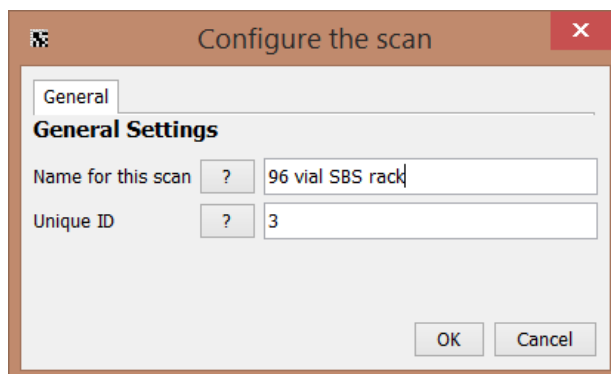 Configure the scan
General
General Settings
Name for this scan ? 96 vial SBS rack
Unique ID ? 3
OK Cancel